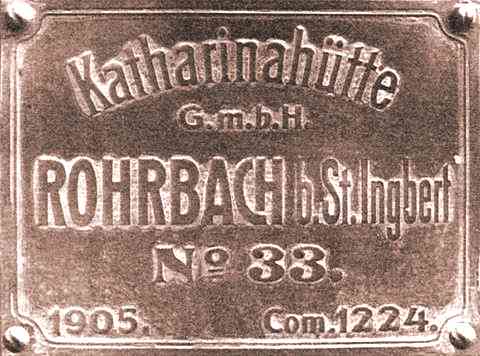 Katharinahütte
G.m.b.H.
ROHRBACH b. St. Ingbert
No 33.
1905. Com. 1224.